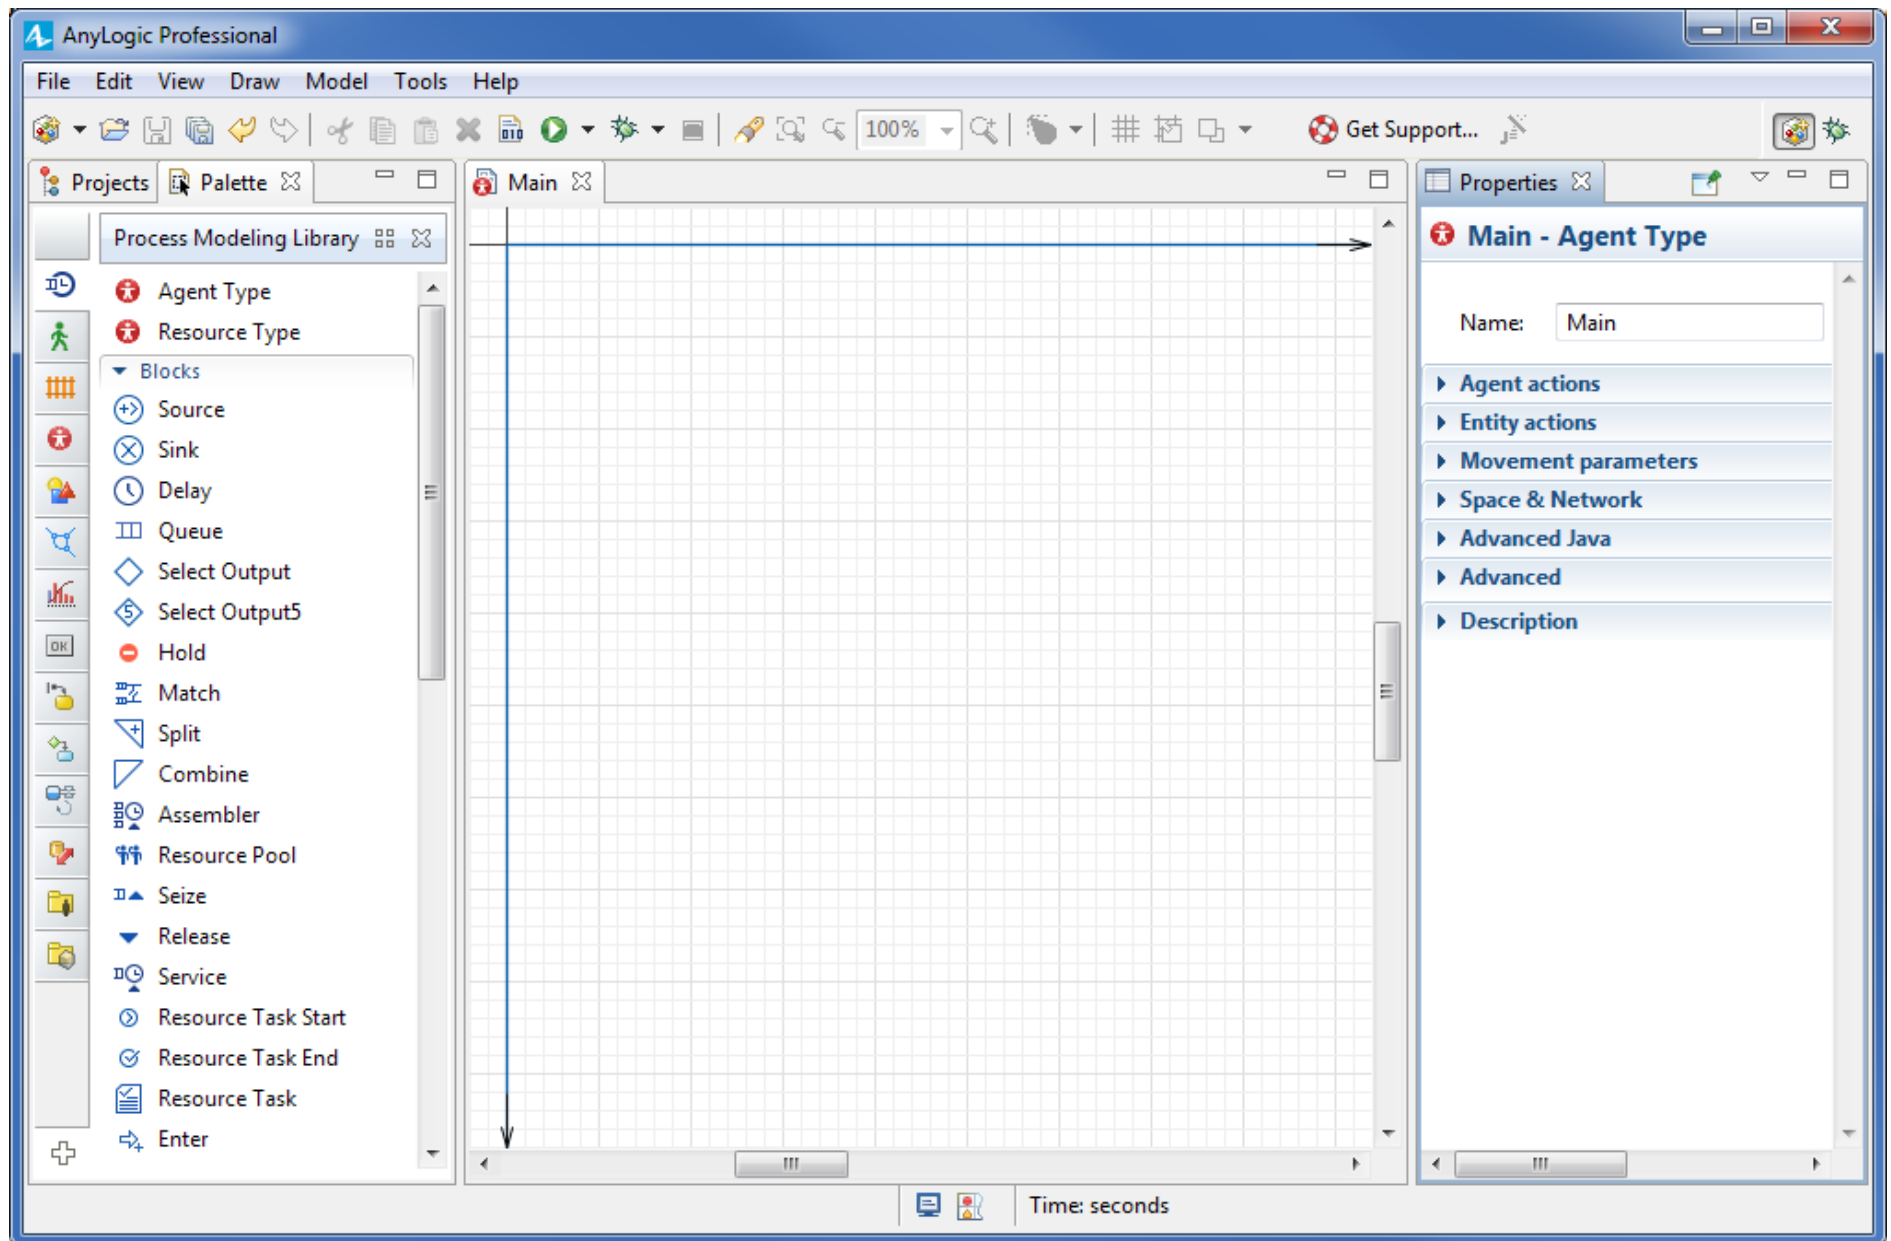 AnyLogic Professional
File Edit View Draw Model Tools Help
100% Get Support...
Projects Palette
Main
Properties
Process Modeling Library
Agent Type
Resource Type
Blocks
Source
Sink
Delay
Queue
Select Output
Select Output5
Hold
Match
Split
Combine
Assembler
Resource Pool
Seize
Release
Service
Resource Task Start
Resource Task End
Resource Task
Enter
OK
Main - Agent Type
Name: Main
Agent actions
Entity actions
Movement parameters
Space & Network
Advanced Java
Advanced
Description
Time: seconds